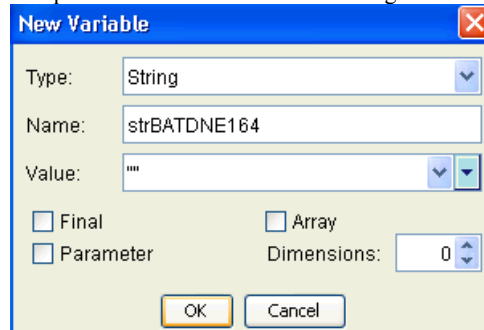 New Variable
Type: String
Name: strBATDNE164
Value: ""
Final Array
Parameter Dimensions: 0
OK Cancel